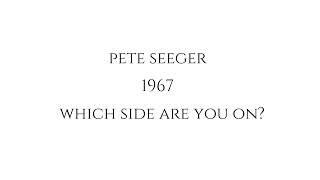 PETE SEEGER
1967
WHICH SIDE ARE YOU ON?